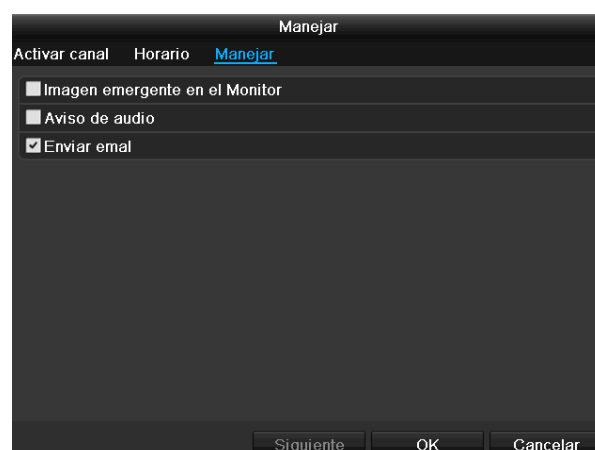 Manejar
Activar canal Horario Manejar
Imagen emergente en el Monitor
Aviso de audio
Enviar emal
Siguiente OK Cancelar